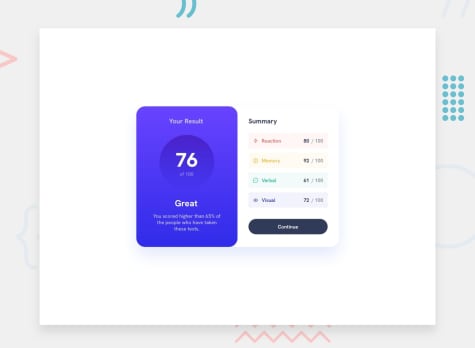 Your Result
76
of 100
Great
You scored higher than 65% of
the people who have taken
these tests.
Summary
Reaction 80 / 100
Memory 92 / 100
Verbal 61 / 100
Visual 72 / 100
Continue